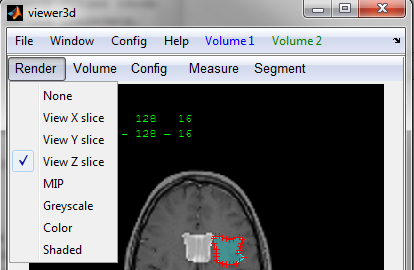 viewer3d
File Window Config Help Volume 1 Volume 2
Render Volume Config Measure Segment
None
View X slice
128 16
View Y slice
- 128 - 16
View Z slice
MIP
Greyscale
Color
Shaded